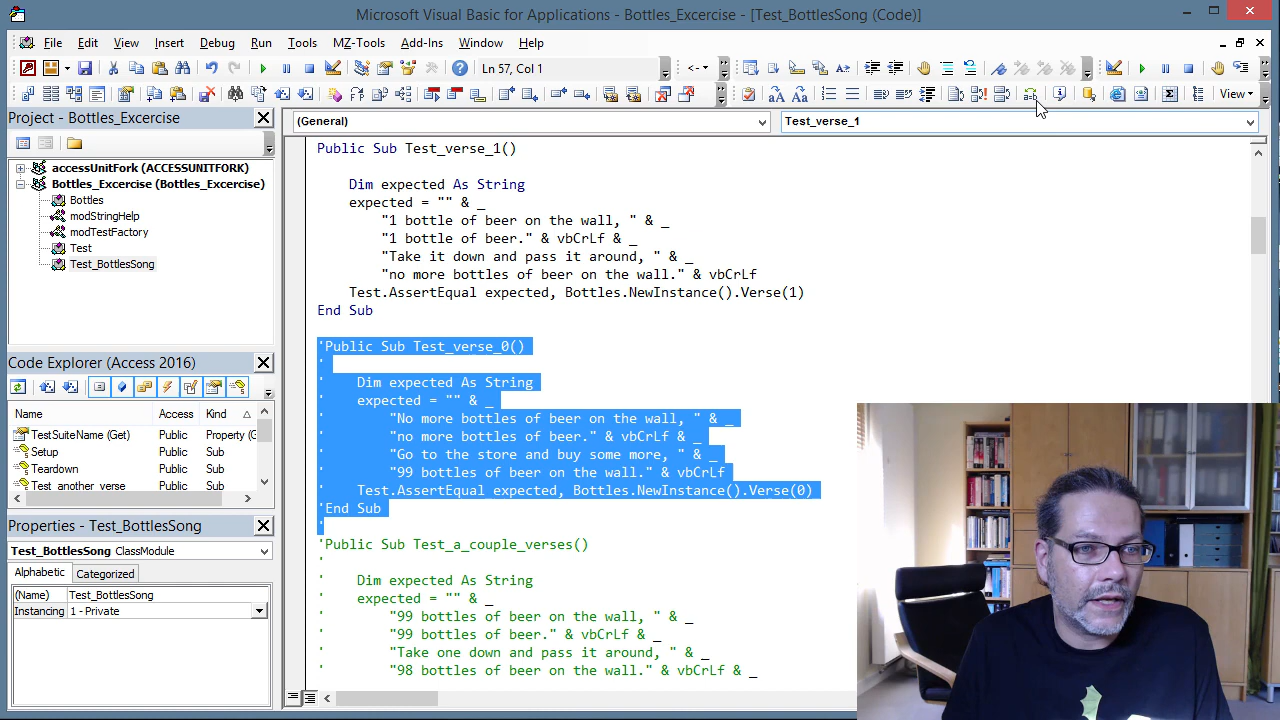 Microsoft Visual Basic for Applications - Bottles_Excercise - [Test_BottlesSong (Code)]
File Edit View Insert Format Debug Run Tools MZ-Tools Add-Ins Window Help
Ln 57, Col 1
View
Project - Bottles_Excercise
accessUnitFork (ACCESSUNITFORK)
Bottles_Excercise (Bottles_Excercise)
Bottles
modStringHelp
modTestFactory
Test
Test_BottlesSong
Code Explorer (Access 2016)
Name Access Kind
TestSuiteName (Get) Public Property (G
Setup Public Sub
Teardown Public Sub
Test_another_verse Public Sub
Properties - Test_BottlesSong
Test_BottlesSong ClassModule
Alphabetic Categorized
(Name) Test_BottlesSong
Instancing 1 - Private
(General) Test_verse_1
Public Sub Test_verse_1()
Dim expected As String
expected = "" & _
"1 bottle of beer on the wall, " & _
"1 bottle of beer." & vbCrLf & _
"Take it down and pass it around, " & _
"no more bottles of beer on the wall." & vbCrLf
Test.AssertEqual expected, Bottles.NewInstance().Verse(1)
End Sub
'Public Sub Test_verse_0()
'
' Dim expected As String
' expected = "" & _
' "No more bottles of beer on the wall, " & _
' "no more bottles of beer." & vbCrLf & _
' "Go to the store and buy some more, " & _
' "99 bottles of beer on the wall." & vbCrLf
' Test.AssertEqual expected, Bottles.NewInstance().Verse(0)
'End Sub
'
'Public Sub Test_a_couple_verses()
'
' Dim expected As String
' expected = "" & _
' "99 bottles of beer on the wall, " & _
' "99 bottles of beer." & vbCrLf & _
' "Take one down and pass it around, " & _
' "98 bottles of beer on the wall." & vbCrLf & _